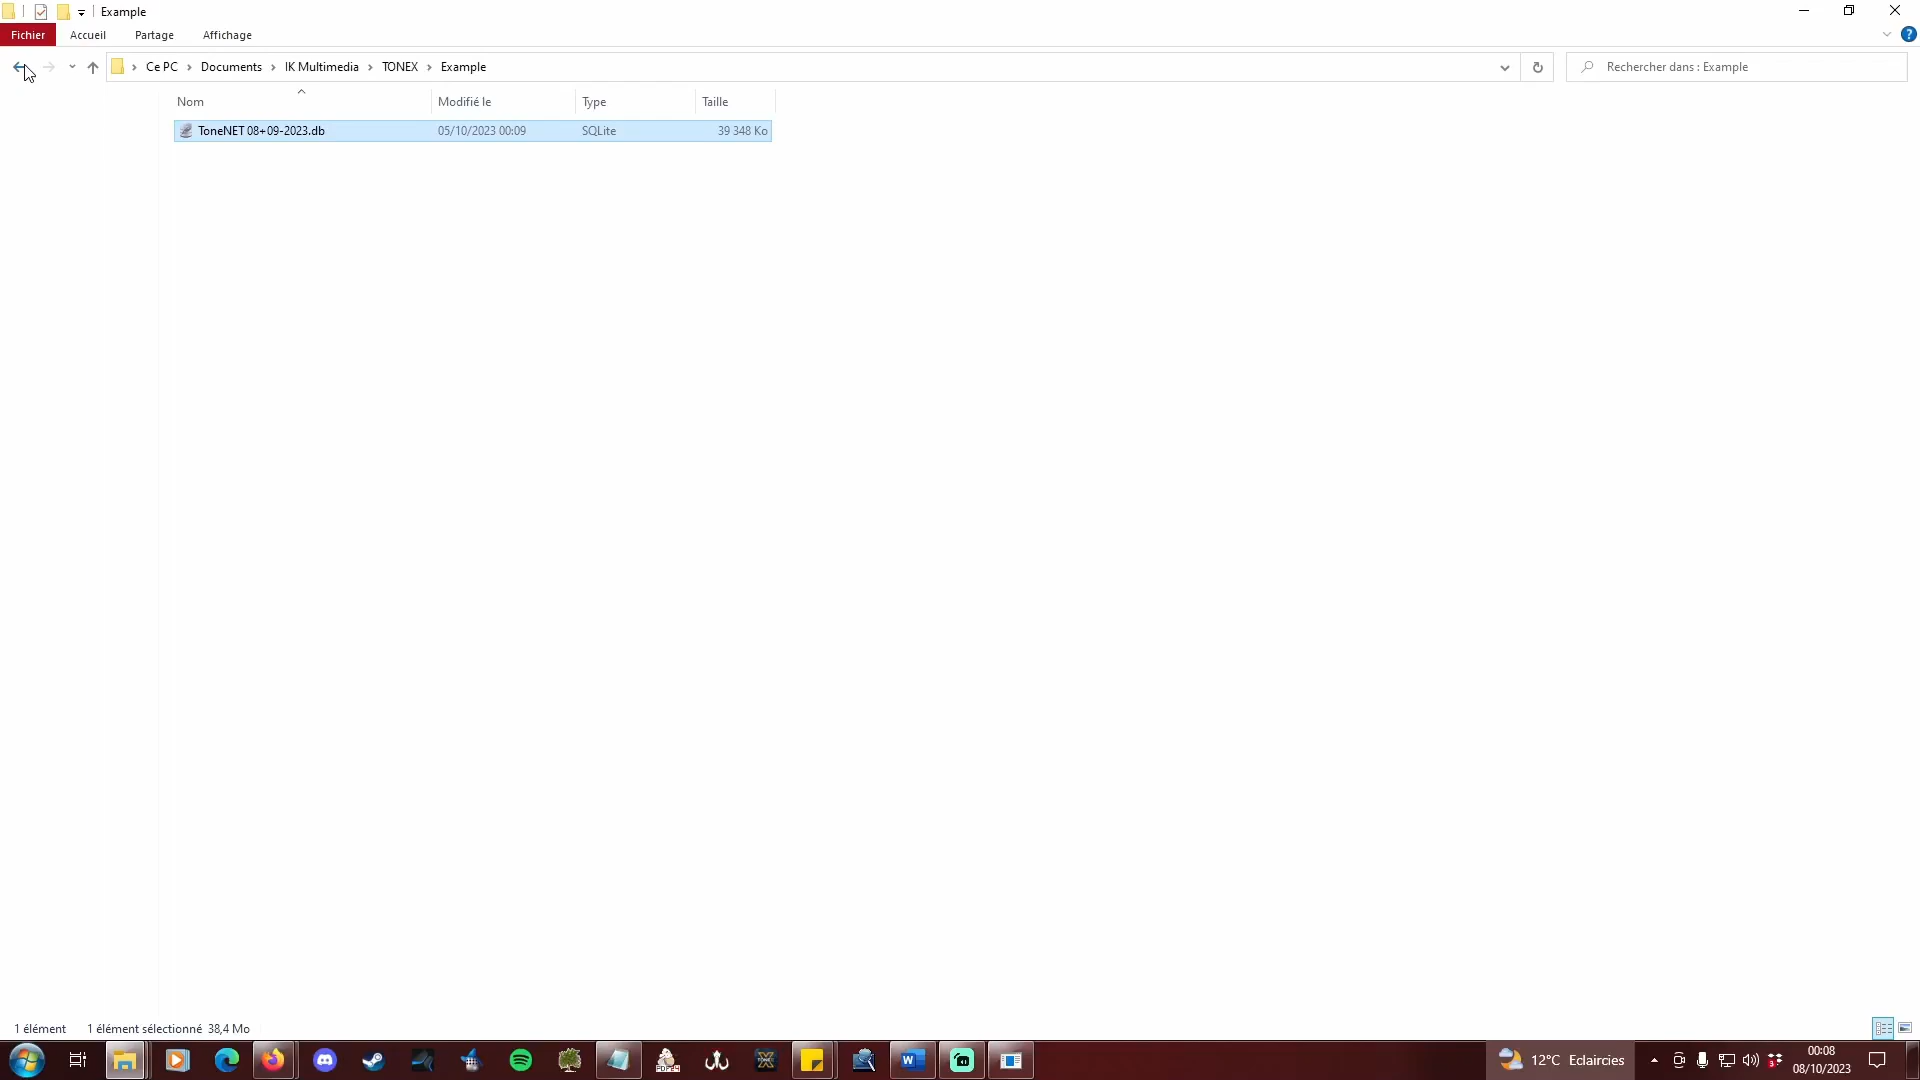 Example
Fichier Accueil Partage Affichage
Ce PC Documents IK Multimedia TONEX Example Rechercher dans : Example
Nom Modifié le Type Taille
ToneNET 08+09-2023.db 05/10/2023 00:09 SQLite 39 348 Ko
1 élément 1 élément sélectionné 38,4 Mo
12°C Eclaircies 00:08
08/10/2023